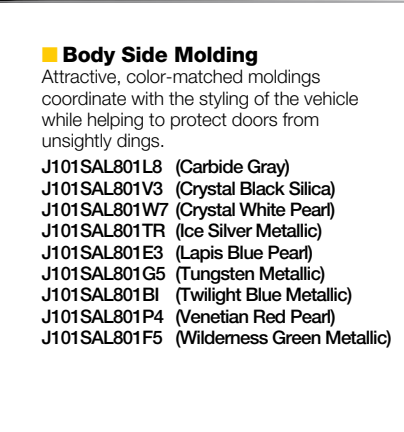 Body Side Molding
Attractive, color-matched moldings
coordinate with the styling of the vehicle
while helping to protect doors from
unsightly dings.
J101SAL801L8 (Carbide Gray)
J101SAL801V3 (Crystal Black Silica)
J101SAL801W7 (Crystal White Pearl)
J101SAL801TR (Ice Silver Metallic)
J101SAL801E3 (Lapis Blue Pearl)
J101SAL801G5 (Tungsten Metallic)
J101SAL801BI (Twilight Blue Metallic)
J101SAL801P4 (Venetian Red Pearl)
J101SAL801F5 (Wilderness Green Metallic)